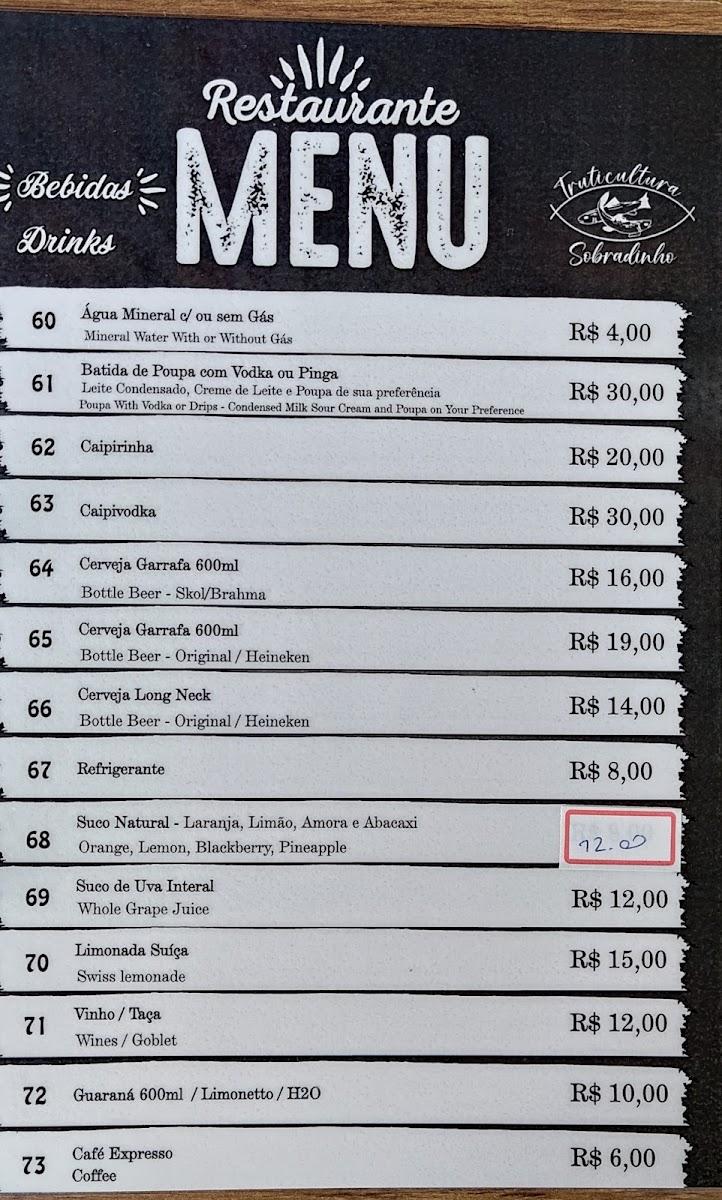 Restaurante
MENU
Bebidas
Drinks
Truticultura
Sobradinho
60 Água Mineral c/ ou sem Gás
Mineral Water With or Without Gás
R$ 4,00
61 Batida de Poupa com Vodka ou Pinga
Leite Condensado, Creme de Leite e Poupa de sua preferência
Poupa With Vodka or Drips - Condensed Milk Sour Cream and Poupa on Your Preference
R$ 30,00
62 Caipirinha R$ 20,00
63 Caipivodka R$ 30,00
64 Cerveja Garrafa 600ml
Bottle Beer - Skol/Brahma
R$ 16,00
65 Cerveja Garrafa 600ml
Bottle Beer - Original / Heineken
R$ 19,00
66 Cerveja Long Neck
Bottle Beer - Original / Heineken
R$ 14,00
67 Refrigerante R$ 8,00
68 Suco Natural - Laranja, Limão, Amora e Abacaxi
Orange, Lemon, Blackberry, Pineapple
12.00
69 Suco de Uva Interal
Whole Grape Juice
R$ 12,00
70 Limonada Suíça
Swiss lemonade
R$ 15,00
71 Vinho / Taça
Wines / Goblet
R$ 12,00
72 Guaraná 600ml / Limonetto / H2O R$ 10,00
73 Café Expresso
Coffee
R$ 6,00